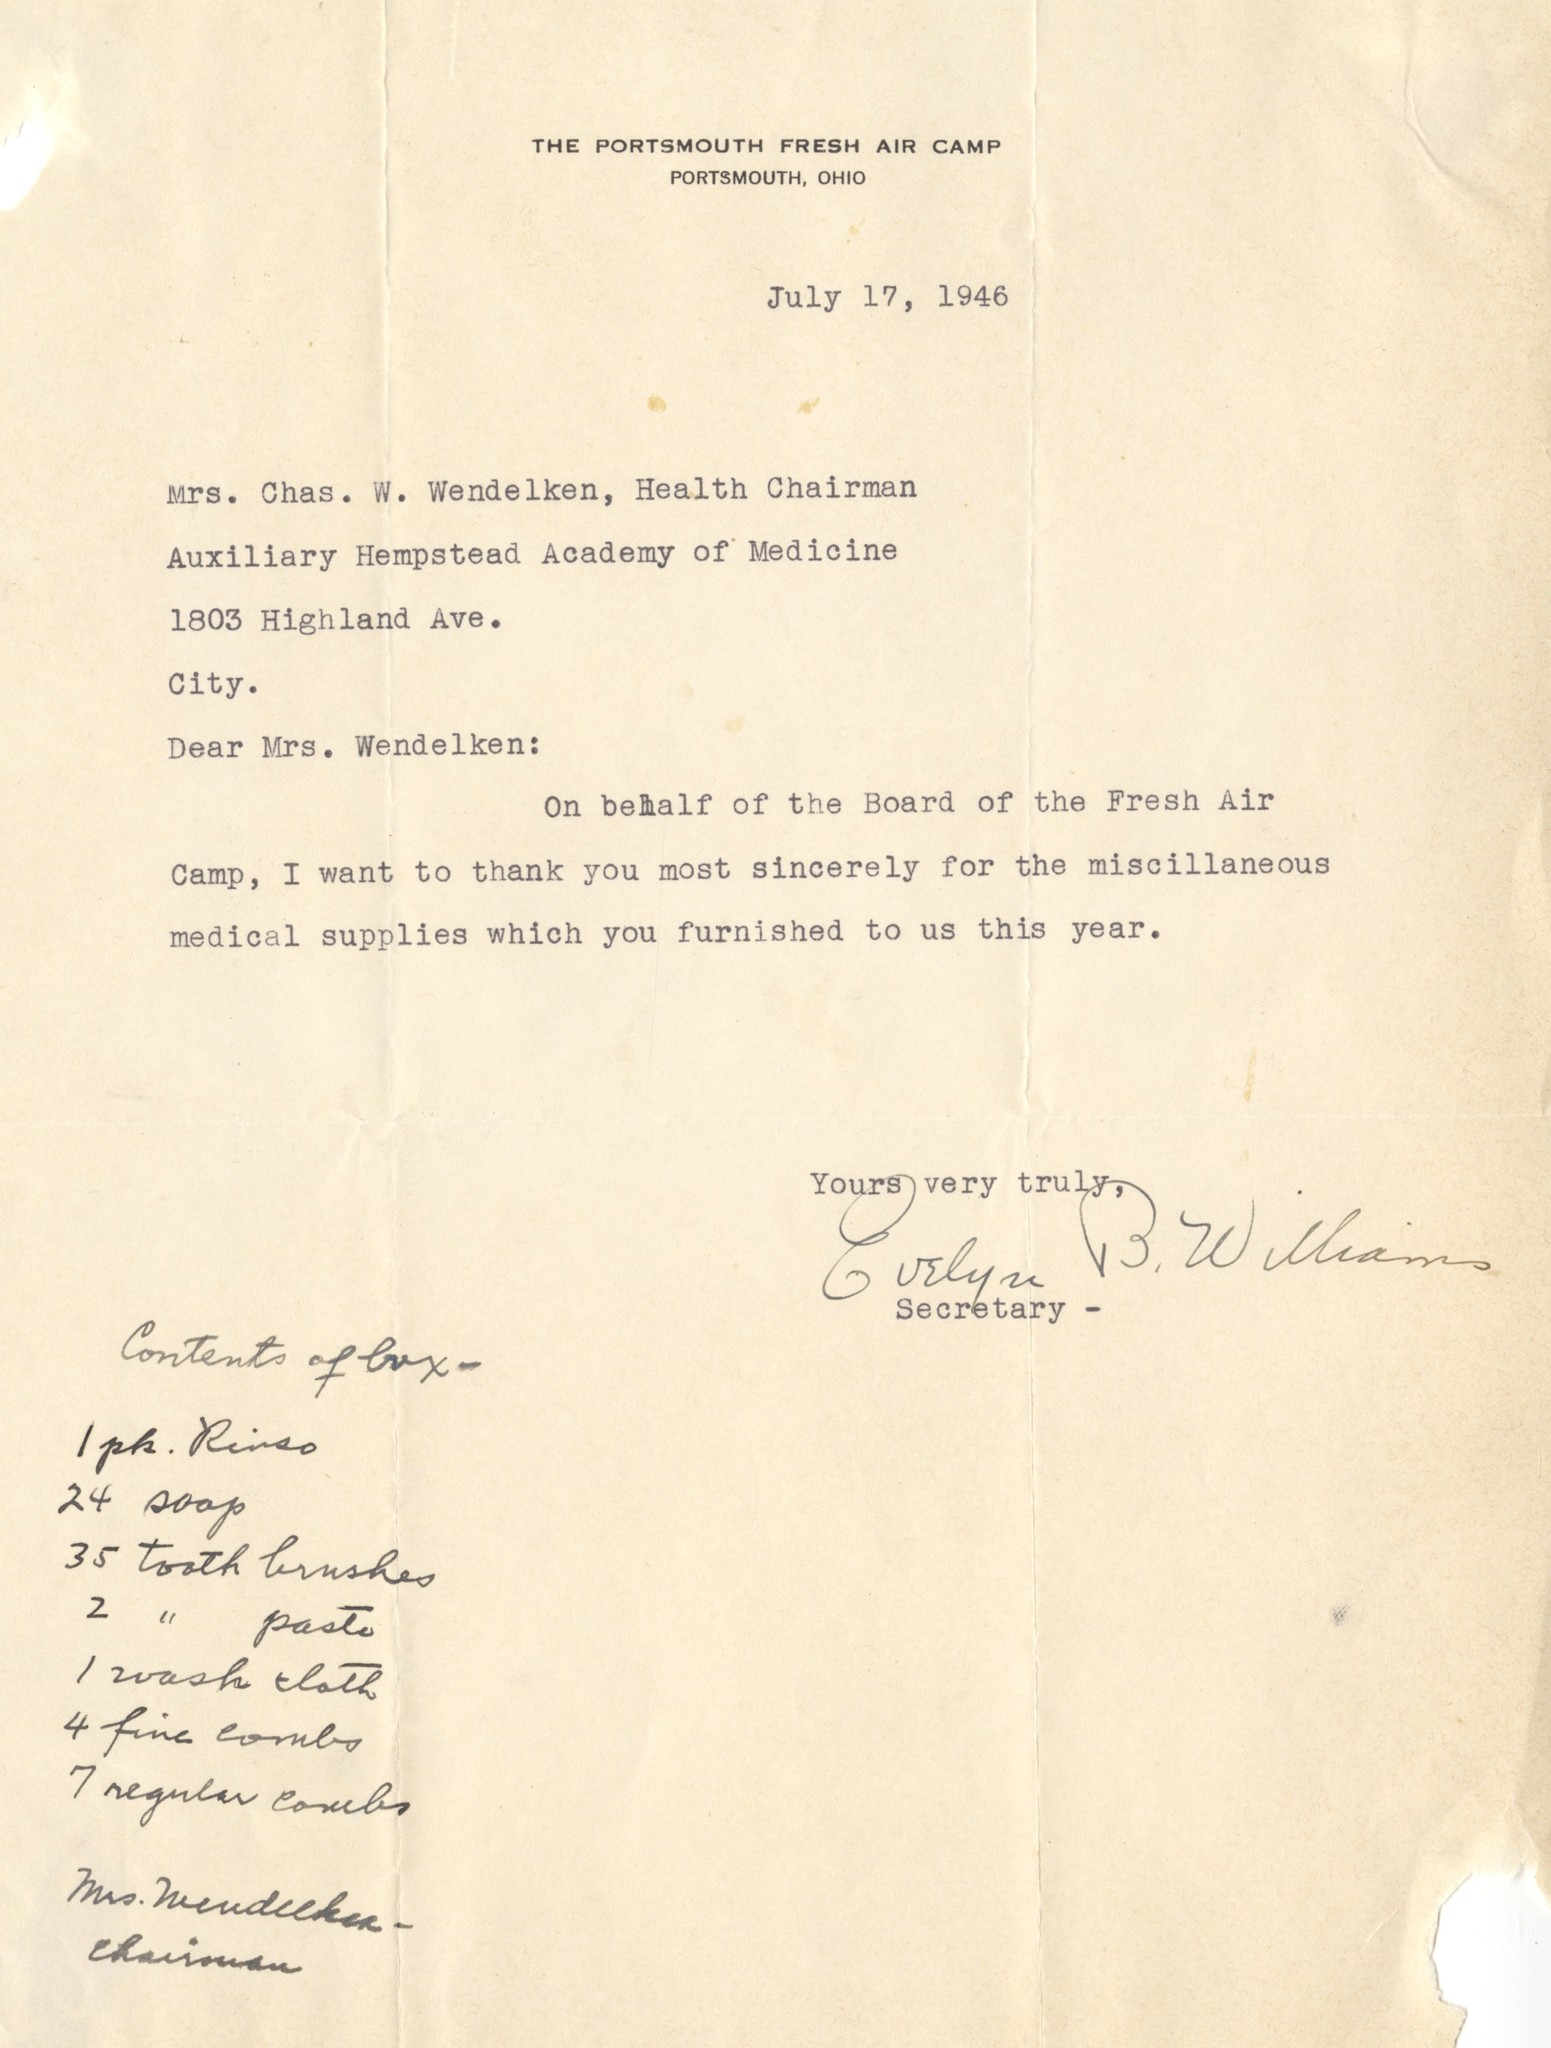 THE PORTSMOUTH FRESH AIR CAMP
PORTSMOUTH, OHIO
July 17, 1946
Mrs. Chas. W. Wendelken, Health Chairman
Auxiliary Hempstead Academy of Medicine
1803 Highland Ave.
City.
Dear Mrs. Wendelken:
On behalf of the Board of the Fresh Air
Camp, I want to thank you most sincerely for the miscillaneous
medical supplies which you furnished to us this year.
Yours very truly,
Evelyn B. Williams
Secretary -
Contents of box -
1 pk. Rinso
24 soap
35 tooth brushes
2 " paste
1 wash cloth
4 fine combs
7 regular combs
Mrs. Wendelken -
Chairman